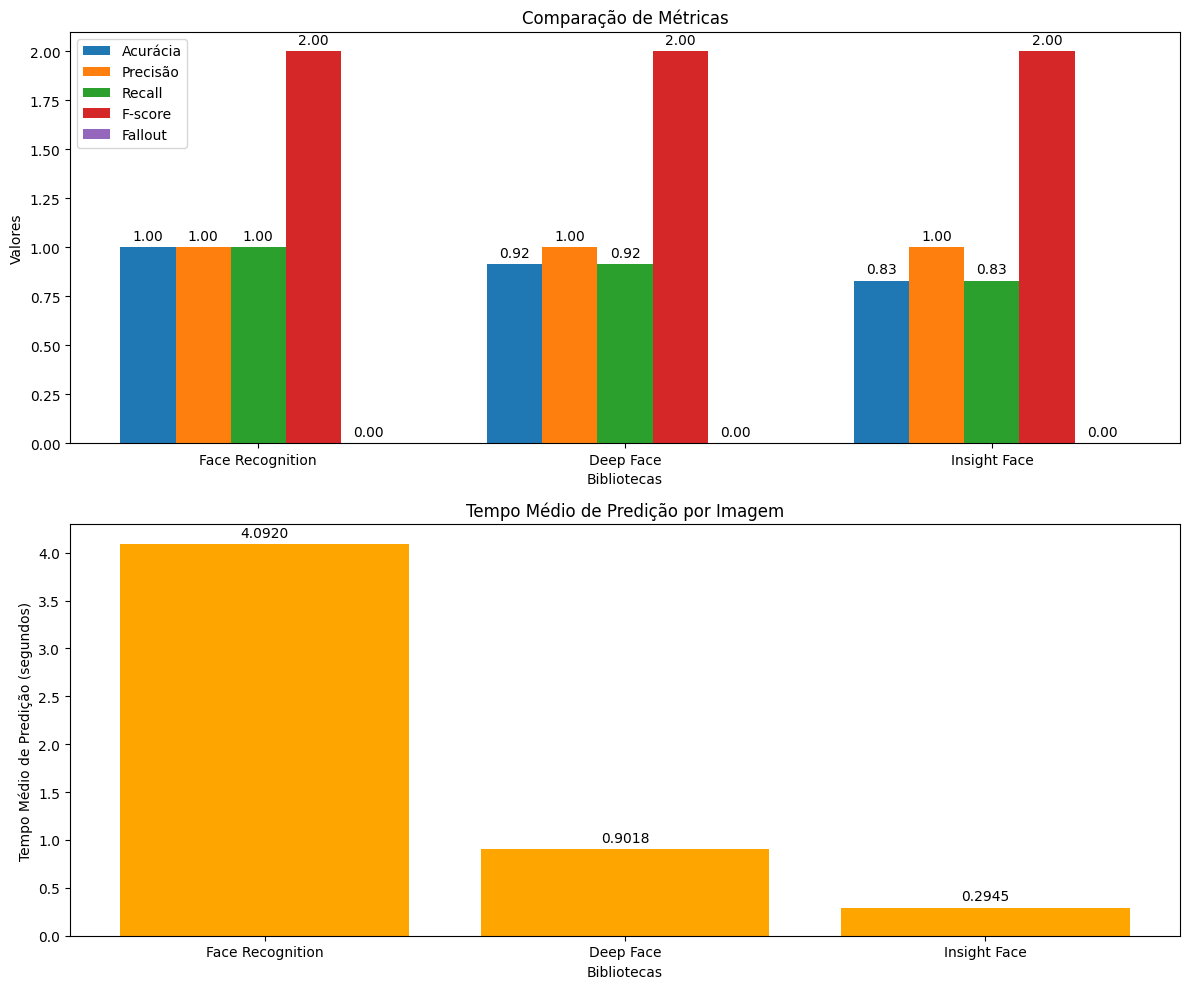 Comparação de Métricas
2.00 2.00 2.00
2.00
1.75
1.50
1.25
1.00
0.75
0.50
0.25
0.00
Valores
Acurácia
Precisão
Recall
F-score
Fallout
1.00 1.00 1.00
0.92 1.00 0.92
0.83 1.00 0.83
0.00 0.00 0.00
Face Recognition Deep Face Insight Face
Bibliotecas
Tempo Médio de Predição por Imagem
4.0920
4.0
3.5
3.0
2.5
2.0
1.5
1.0
0.5
0.0
Tempo Médio de Predição (segundos)
0.9018
0.2945
Face Recognition Deep Face Insight Face
Bibliotecas